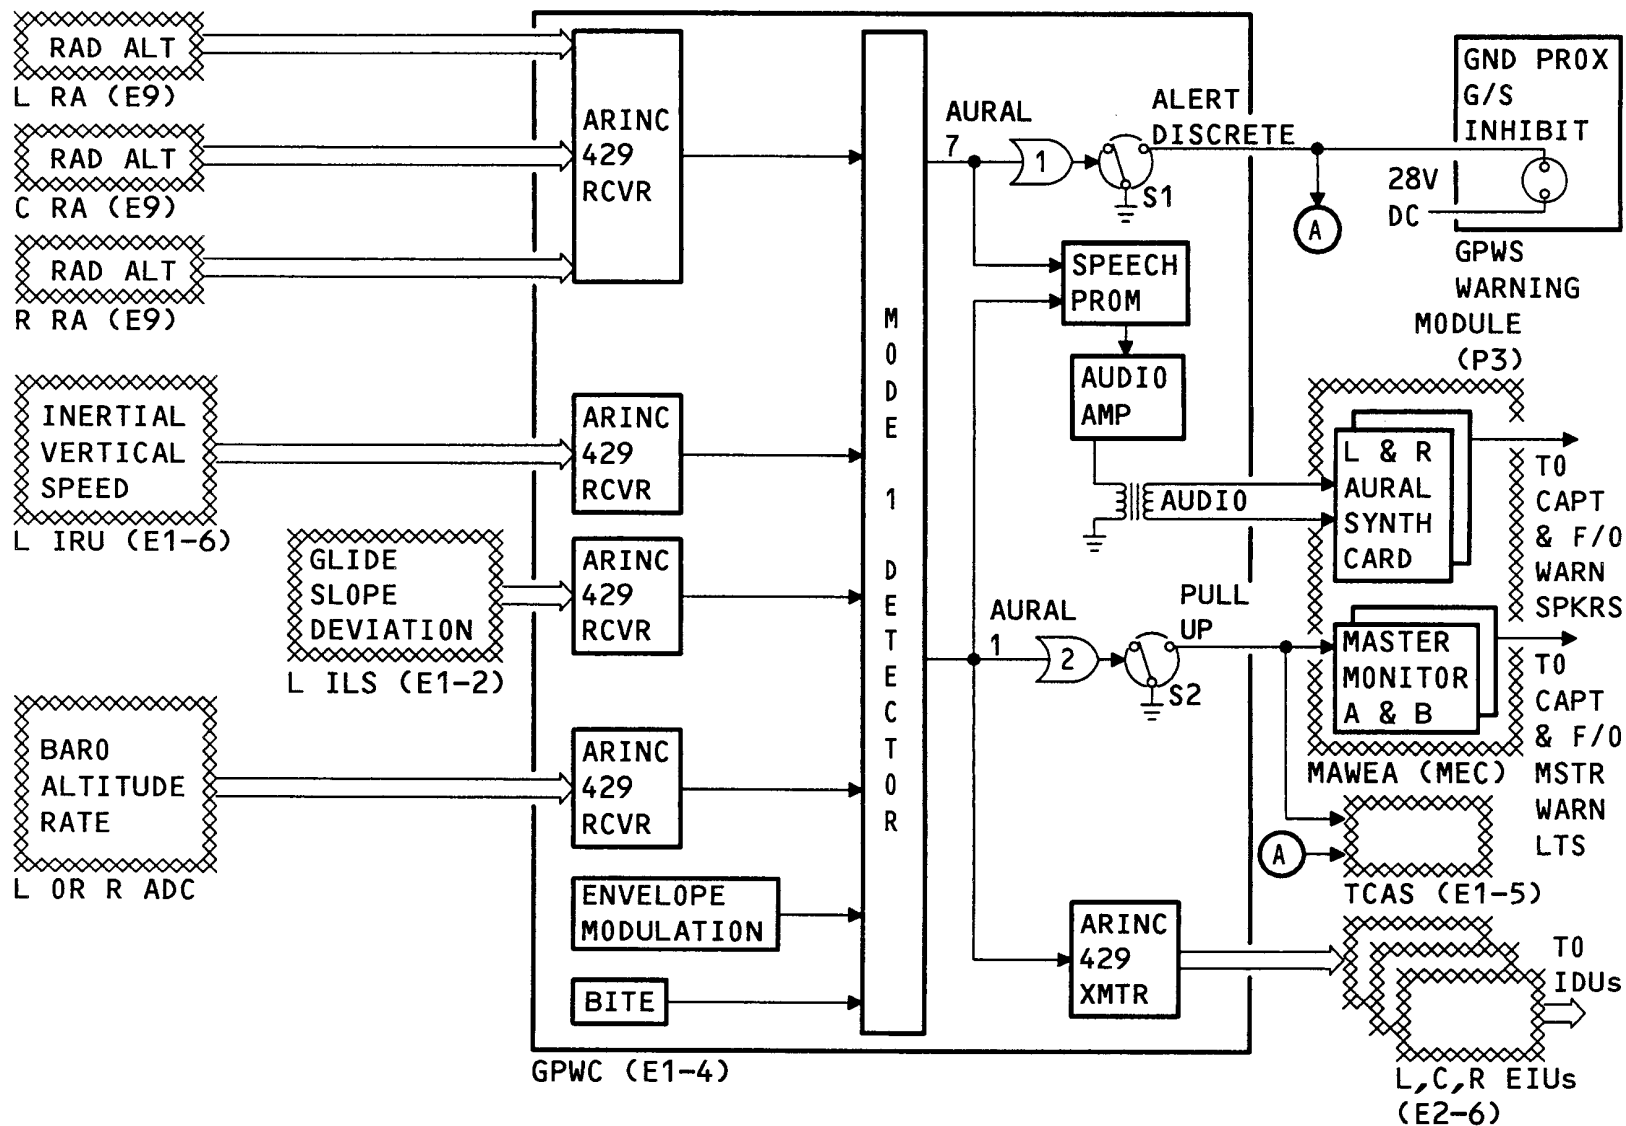 RAD ALT
L RA (E9)
RAD ALT
C RA (E9)
RAD ALT
R RA (E9)
INERTIAL
VERTICAL
SPEED
L IRU (E1-6)
GLIDE
SLOPE
DEVIATION
L ILS (E1-2)
BARO
ALTITUDE
RATE
L OR R ADC
ARINC
429
RCVR
ARINC
429
RCVR
ARINC
429
RCVR
ARINC
429
RCVR
ENVELOPE
MODULATION
BITE
GPWC (E1-4)
MODE 1 DETECTOR
AURAL
7
1
S1
ALERT
DISCRETE
A
SPEECH
PROM
AUDIO
AMP
AUDIO
AURAL
1
2
S2
PULL
UP
ARINC
429
XMTR
GND PROX
G/S
INHIBIT
28V
DC
GPWS
WARNING
MODULE
(P3)
L & R
AURAL
SYNTH
CARD
TO
CAPT
& F/O
WARN
SPKRS
MASTER
MONITOR
A & B
MAWEA (MEC)
TO
CAPT
& F/O
MSTR
WARN
LTS
A
TCAS (E1-5)
TO
IDUs
L,C,R EIUs
(E2-6)